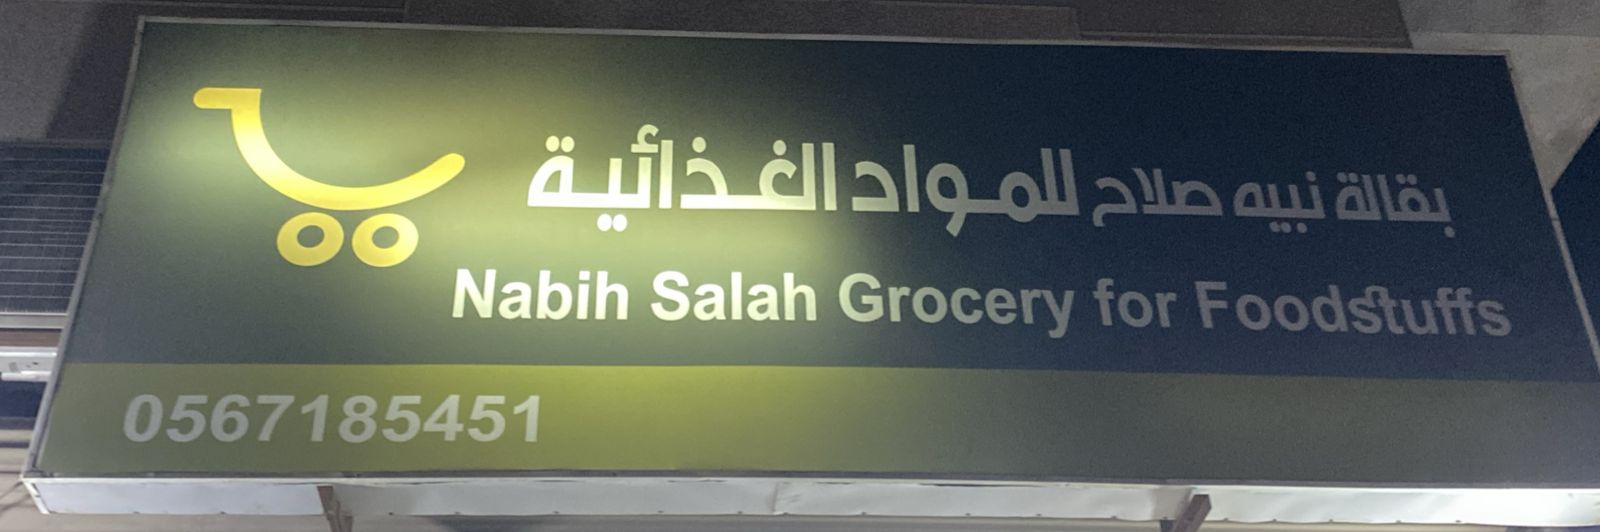 بقالة نبيه صلاح للمواد الغذائية
Nabih Salah Grocery for Foodstuffs
0567185451